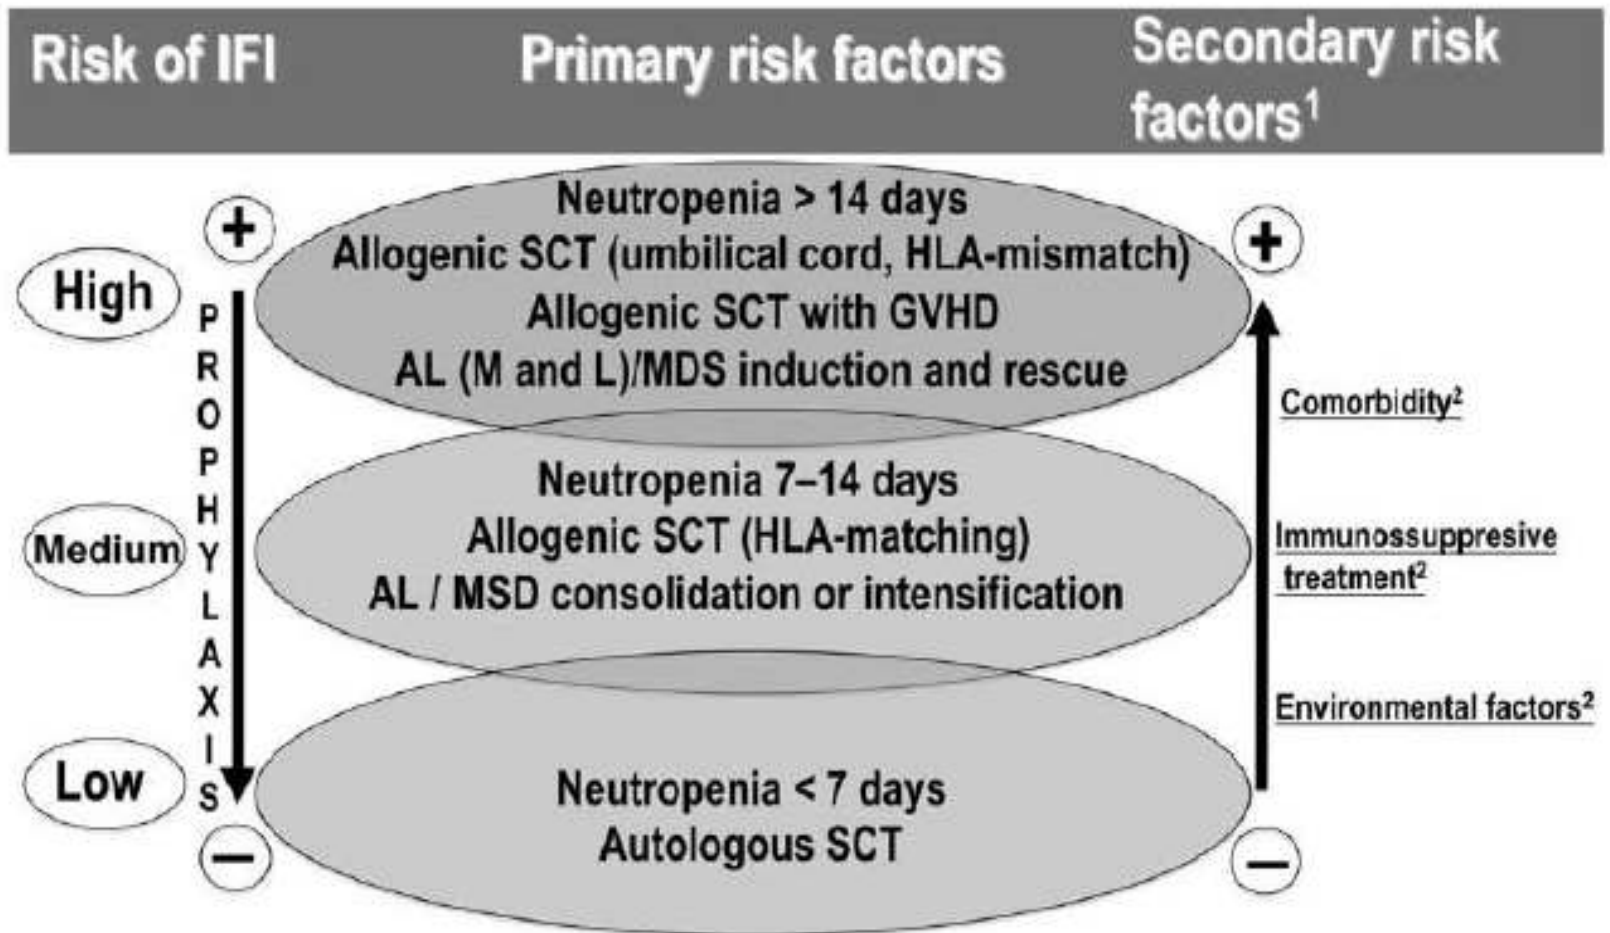 Risk of IFI
Primary risk factors
Secondary risk
factors¹
+
High
PROPHYLAXIS
Medium
Low
−
Neutropenia > 14 days
Allogenic SCT (umbilical cord, HLA-mismatch)
Allogenic SCT with GVHD
AL (M and L)/MDS induction and rescue
Neutropenia 7–14 days
Allogenic SCT (HLA-matching)
AL / MSD consolidation or intensification
Neutropenia < 7 days
Autologous SCT
+
Comorbidity²
Immunossuppresive
treatment²
Environmental factors²
−